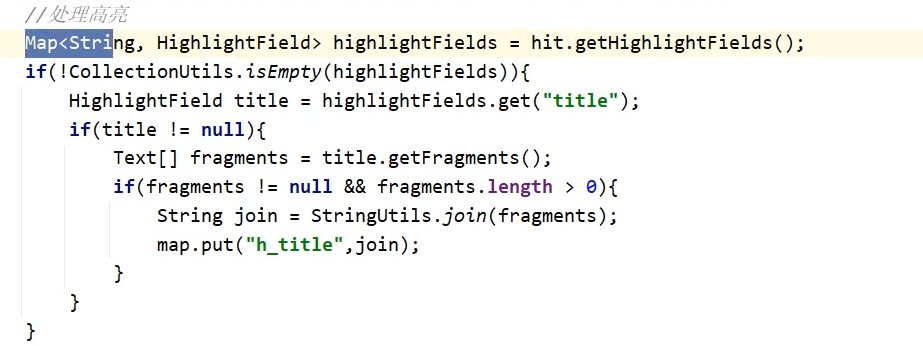 //处理高亮
Map<String, HighlightField> highlightFields = hit.getHighlightFields();
if(!CollectionUtils.isEmpty(highlightFields)){
    HighlightField title = highlightFields.get("title");
    if(title != null){
        Text[] fragments = title.getFragments();
        if(fragments != null && fragments.length > 0){
            String join = StringUtils.join(fragments);
            map.put("h_title",join);
        }
    }
}